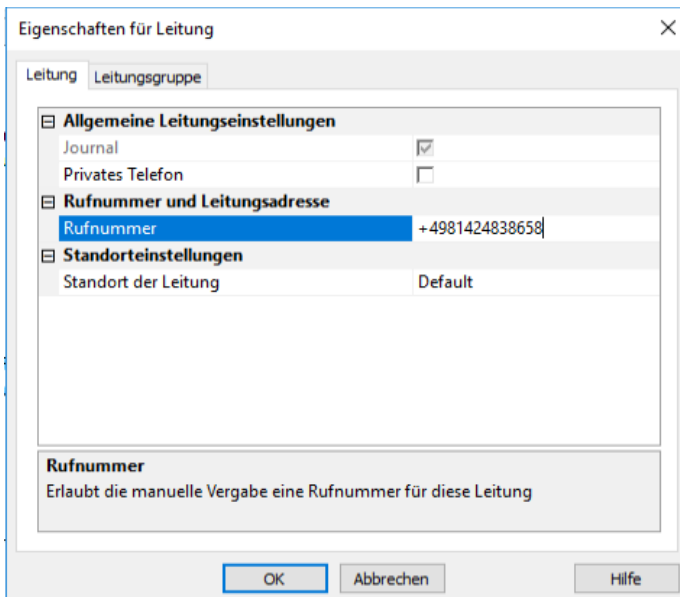 Eigenschaften für Leitung
Leitung Leitungsgruppe
Allgemeine Leitungseinstellungen
Journal
Privates Telefon
Rufnummer und Leitungsadresse
Rufnummer +4981424838658
Standorteinstellungen
Standort der Leitung Default
Rufnummer
Erlaubt die manuelle Vergabe eine Rufnummer für diese Leitung
OK Abbrechen Hilfe